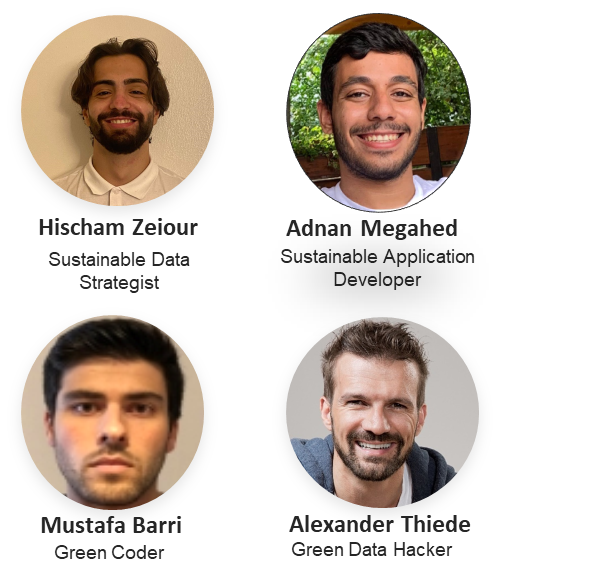 Hischam Zeiour
Sustainable Data
Strategist
Adnan Megahed
Sustainable Application
Developer
Mustafa Barri
Green Coder
Alexander Thiede
Green Data Hacker